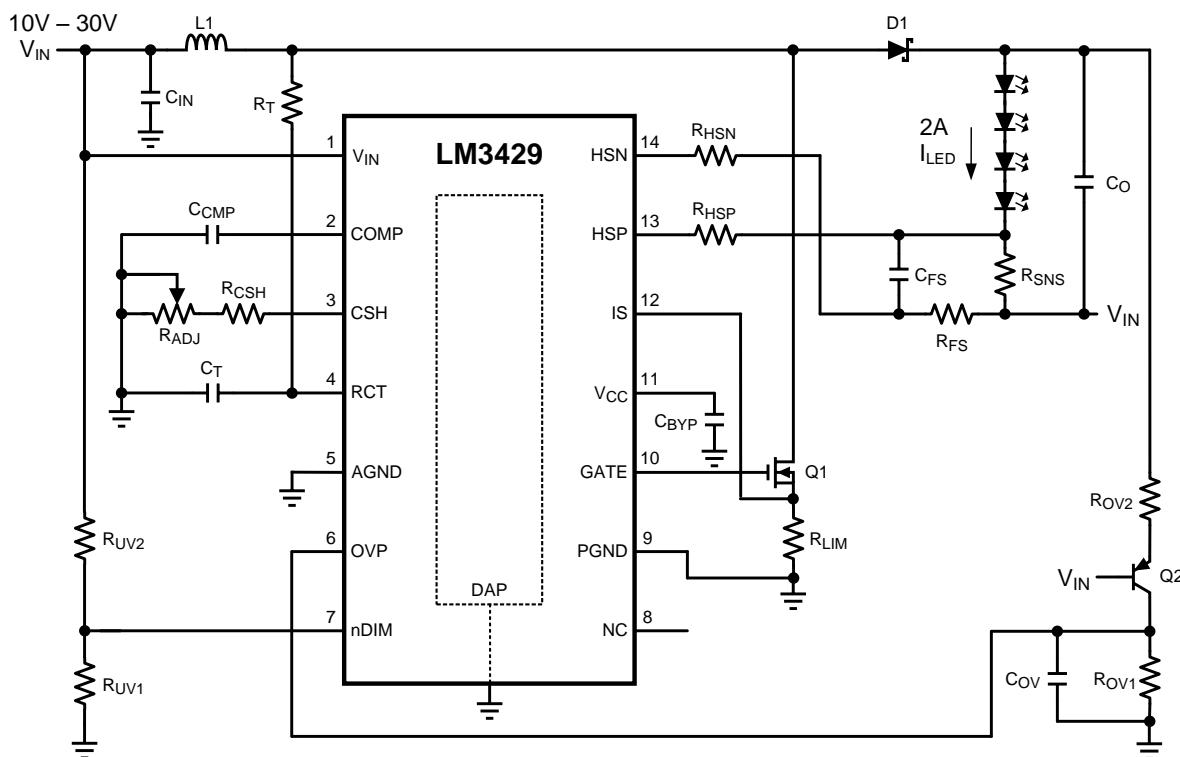 10V – 30V
VIN
L1
D1
CIN
RT
LM3429
1
VIN
2
COMP
3
CSH
4
RCT
5
AGND
6
OVP
7
nDIM
14
HSN
13
HSP
12
IS
11
VCC
10
GATE
9
PGND
8
NC
DAP
CCMP
RCSH
RADJ
CT
RUV2
RUV1
RHSN
RHSP
2A
ILED
CO
CFS
RSNS
RFS
VIN
CBYP
Q1
RLIM
ROV2
VIN
Q2
COV
ROV1